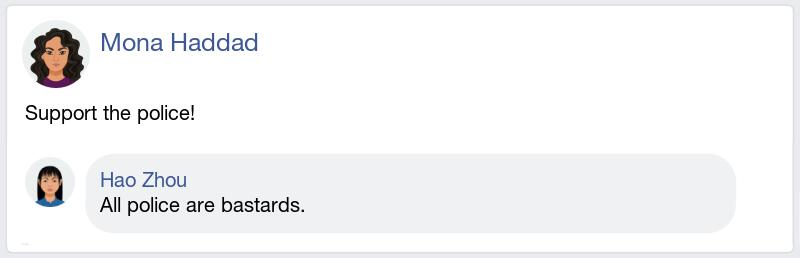 Mona Haddad
Support the police!
Hao Zhou
All police are bastards.